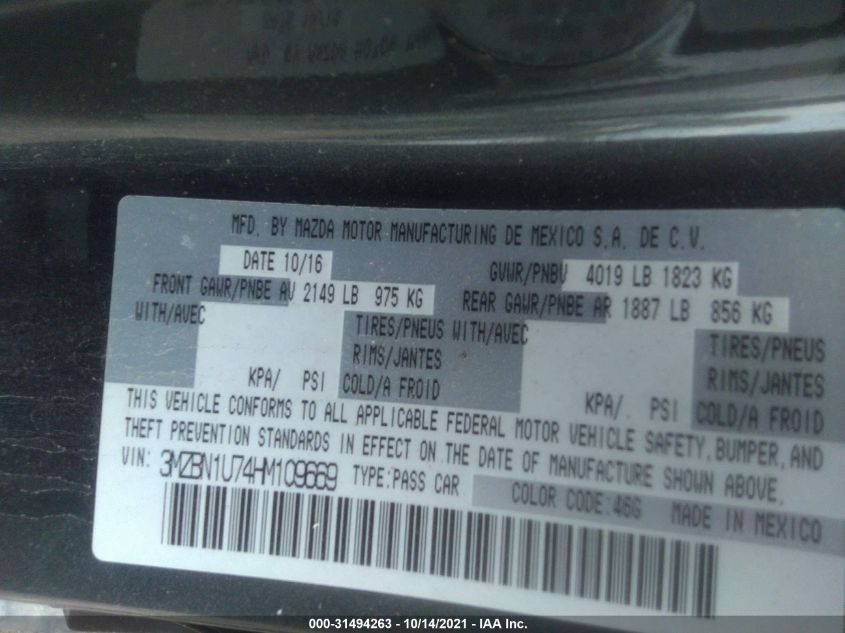 MFD. BY MAZDA MOTOR MANUFACTURING DE MEXICO S.A. DE C.V.
DATE 10/16 GVWR/PNBV 4019 LB 1823 KG
FRONT GAWR/PNBE AV 2149 LB 975 KG REAR GAWR/PNBE AR 1887 LB 856 KG
WITH/AVEC TIRES/PNEUS WITH/AVEC TIRES/PNEUS
RIMS/JANTES RIMS/JANTES
KPA/ PSI COLD/A FROID KPA/. PSI COLD/A FROID
THIS VEHICLE CONFORMS TO ALL APPLICABLE FEDERAL MOTOR VEHICLE SAFETY, BUMPER, AND
THEFT PREVENTION STANDARDS IN EFFECT ON THE DATE OF MANUFACTURE SHOWN ABOVE.
VIN: 3MZBN1U74HM109669 TYPE:PASS CAR COLOR CODE:46G MADE IN MEXICO
000-31494263 - 10/14/2021 - IAA Inc.